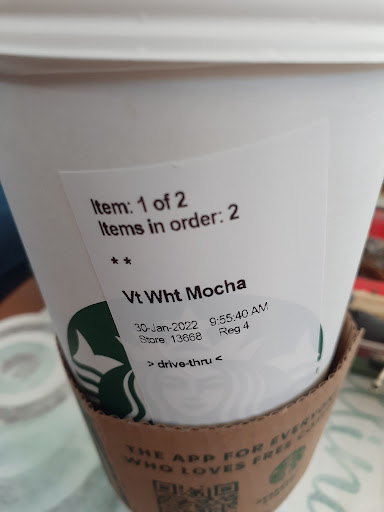 Item: 1 of 2
Items in order: 2
**
Vt Wht Mocha
30-Jan-2022 9:55:40 AM
Store 13668 Reg 4
> drive-thru <
THE APP FOR EVERYONE
WHO LOVES FREE